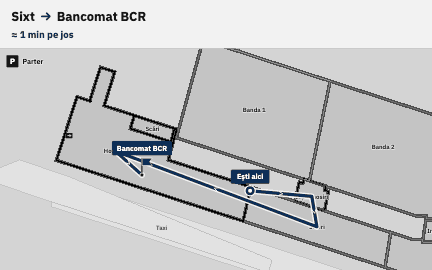 Sixt → Bancomat BCR
≈ 1 min pe jos
P Parter
Banda 1
Scări
Banda 2
Bancomat BCR
Ești aici
Taxi